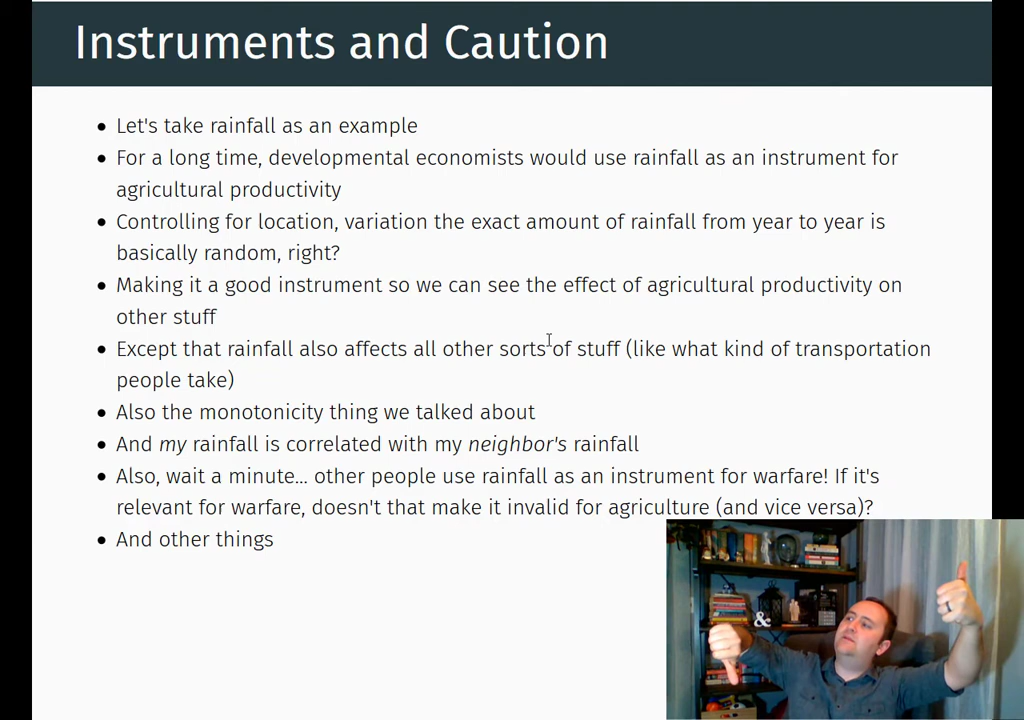 Instruments and Caution
• Let's take rainfall as an example
• For a long time, developmental economists would use rainfall as an instrument for
agricultural productivity
• Controlling for location, variation the exact amount of rainfall from year to year is
basically random, right?
• Making it a good instrument so we can see the effect of agricultural productivity on
other stuff
• Except that rainfall also affects all other sorts of stuff (like what kind of transportation
people take)
• Also the monotonicity thing we talked about
• And my rainfall is correlated with my neighbor's rainfall
• Also, wait a minute... other people use rainfall as an instrument for warfare! If it's
relevant for warfare, doesn't that make it invalid for agriculture (and vice versa)?
• And other things
&